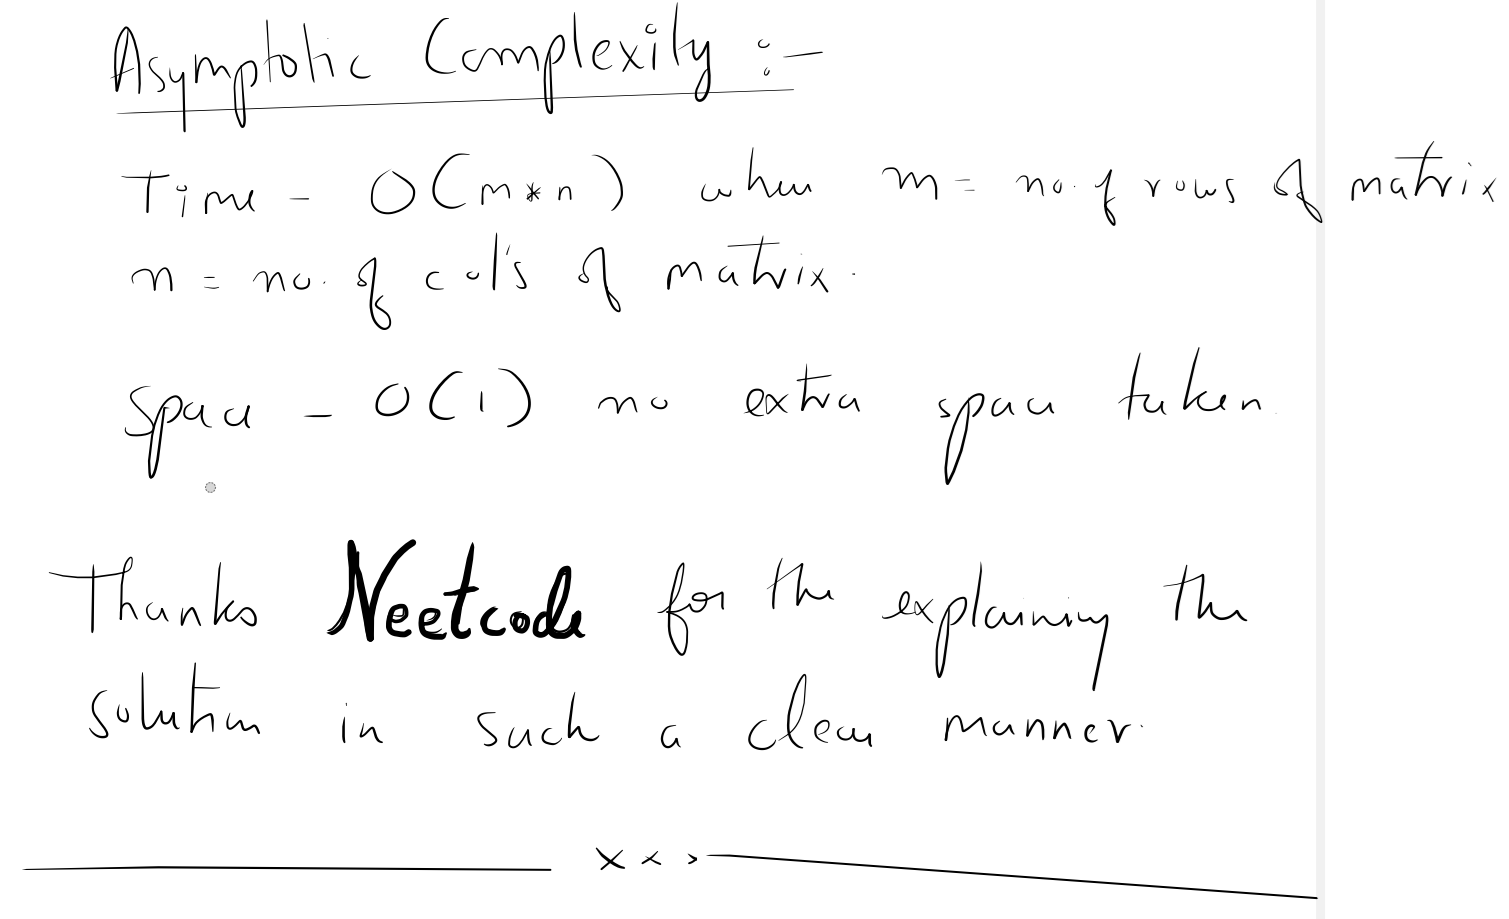 Asymptotic Complexity :-
Time - O(m*n) where m = no. of rows of matrix
n = no. of col's of matrix.
Space - O(1) no extra space taken.
Thanks Neetcode for the explaining the
solution in such a clear manner.
x x >